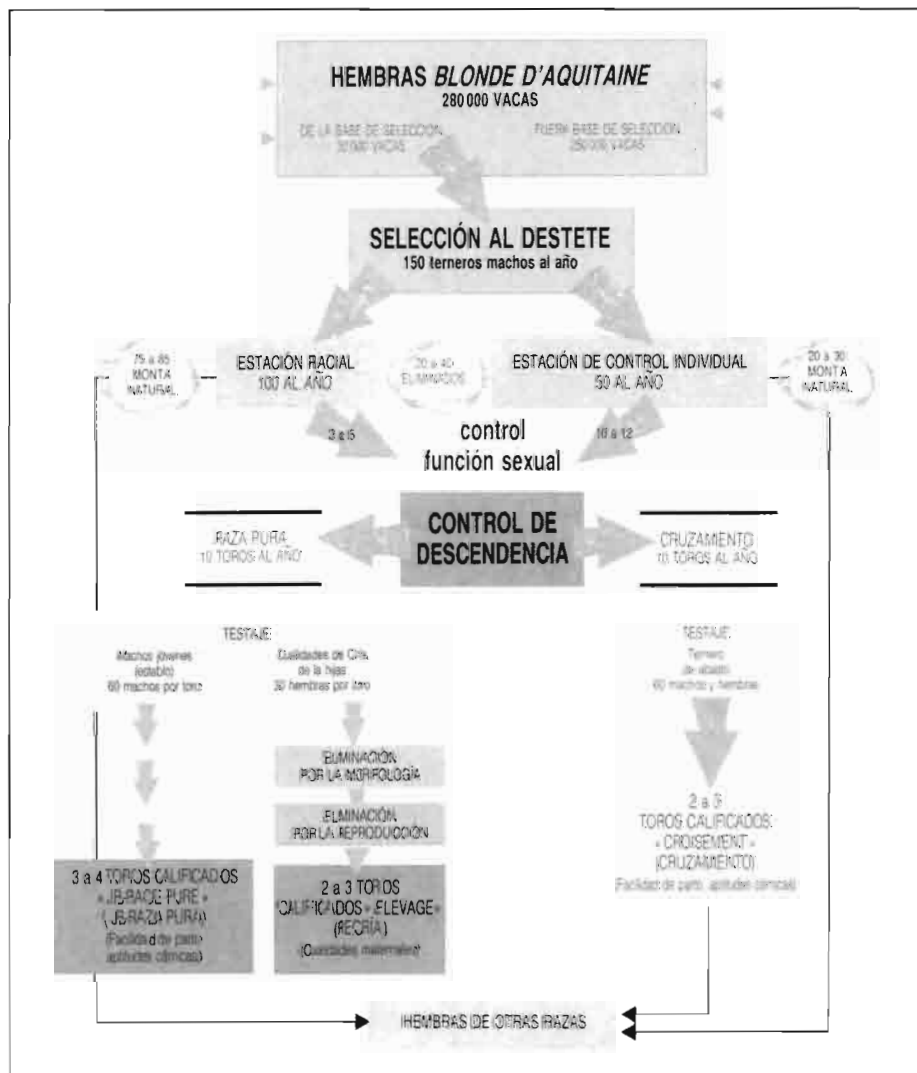 HEMBRAS BLONDE D'AQUITAINE
280 000 VACAS
DE LA BASE DE SELECCION
30 000 VACAS
FUERA BASE DE SELECCION
250 000 VACAS
SELECCIÓN AL DESTETE
150 terneros machos al año
75 a 85
MONTA
NATURAL
ESTACIÓN RACIAL
100 AL AÑO
20 a 40
ELIMINADOS
ESTACIÓN DE CONTROL INDIVIDUAL
50 AL AÑO
20 a 30
MONTA
NATURAL
3 a 5
control
función sexual
10 a 12
CONTROL DE
DESCENDENCIA
RAZA PURA
10 TOROS AL AÑO
CRUZAMIENTO
10 TOROS AL AÑO
TESTAJE:
Machos jóvenes
(establo)
60 machos por toro
Cualidades de Cría
de la hijas
30 hembras por toro
TESTAJE:
Ternero
de abasto
60 machos y hembras
ELIMINACIÓN
POR LA MORFOLOGÍA
ELIMINACIÓN
POR LA REPRODUCCIÓN
3 a 4 TOROS CALIFICADOS
« JB-RACE PURE »
(JB-RAZA PURA)
(Facilidad de parto
aptitudes cárnicas)
2 a 3 TOROS
CALIFICADOS « ELEVAGE »
(RECRÍA)
(Cualidades maternales)
2 a 3
TOROS CALIFICADOS
« CROISEMENT »
(CRUZAMIENTO)
(Facilidad de parto, aptitudes cárnicas)
HEMBRAS DE OTRAS RAZAS